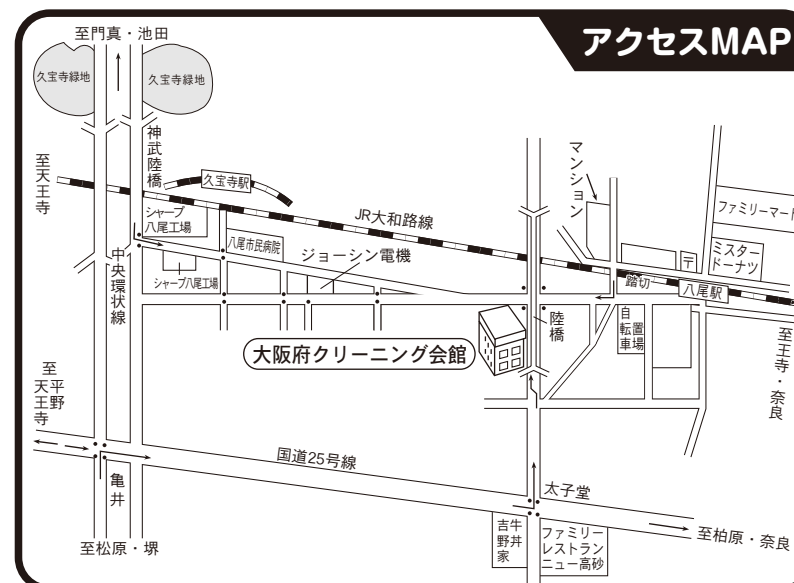 アクセスMAP
至門真・池田
久宝寺緑地
久宝寺緑地
神武陸橋
至天王寺
久宝寺駅
マンション
JR大和路線
ファミリーマート
シャープ
八尾工場
八尾市民病院
ジョーシン電機
ミスター
ドーナツ
〒
中央環状線
シャープ八尾工場
踏切
八尾駅
陸橋
自転車
置場
大阪府クリーニング会館
至王寺・奈良
至
平野
天王寺
国道25号線
亀井
太子堂
牛丼
吉野家
ファミリー
レストラン
ニュー高砂
至柏原・奈良
至松原・堺